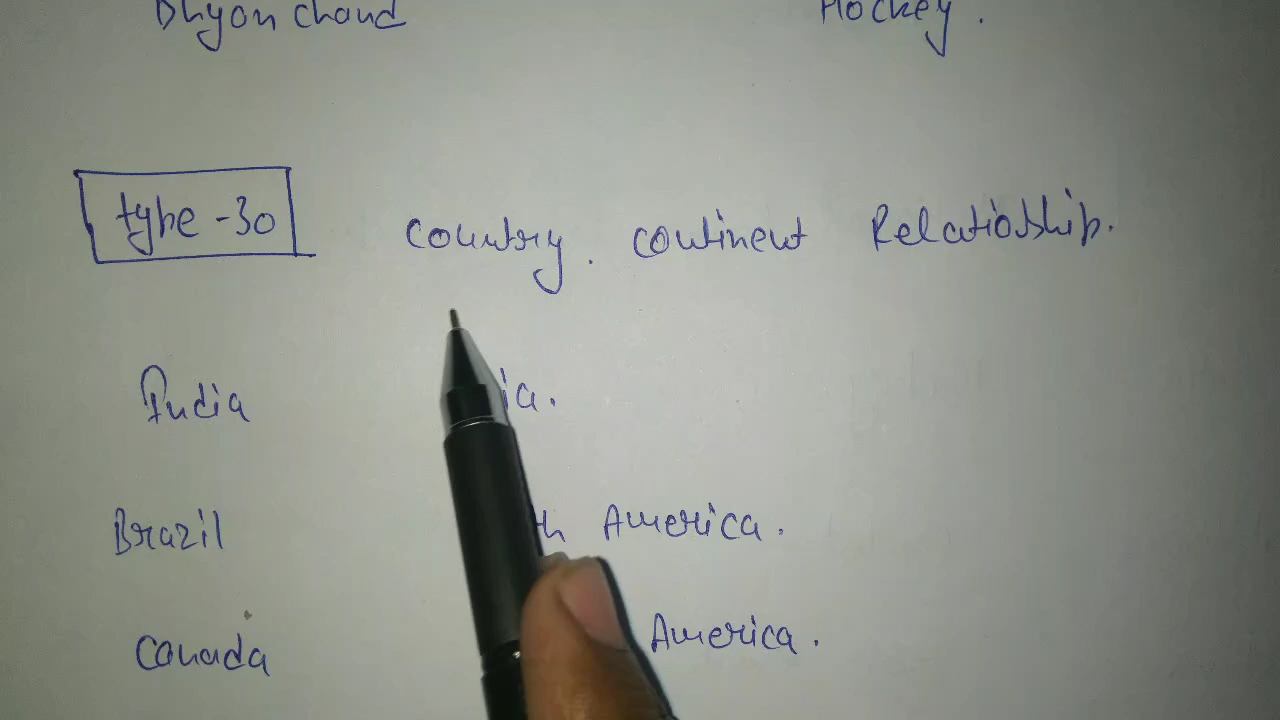 Dhyan chand Hockey.
type-30 Country. continent Relationship.
India
Brazil America.
Canada America.